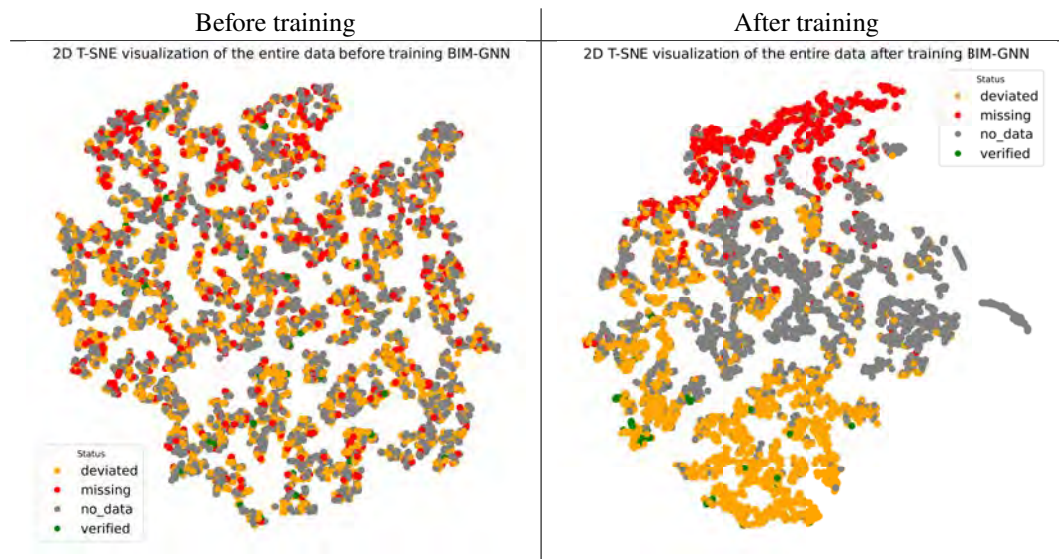 Before training
After training
2D T-SNE visualization of the entire data before training BIM-GNN
2D T-SNE visualization of the entire data after training BIM-GNN
Status
deviated
missing
no_data
verified
Status
deviated
missing
no_data
verified